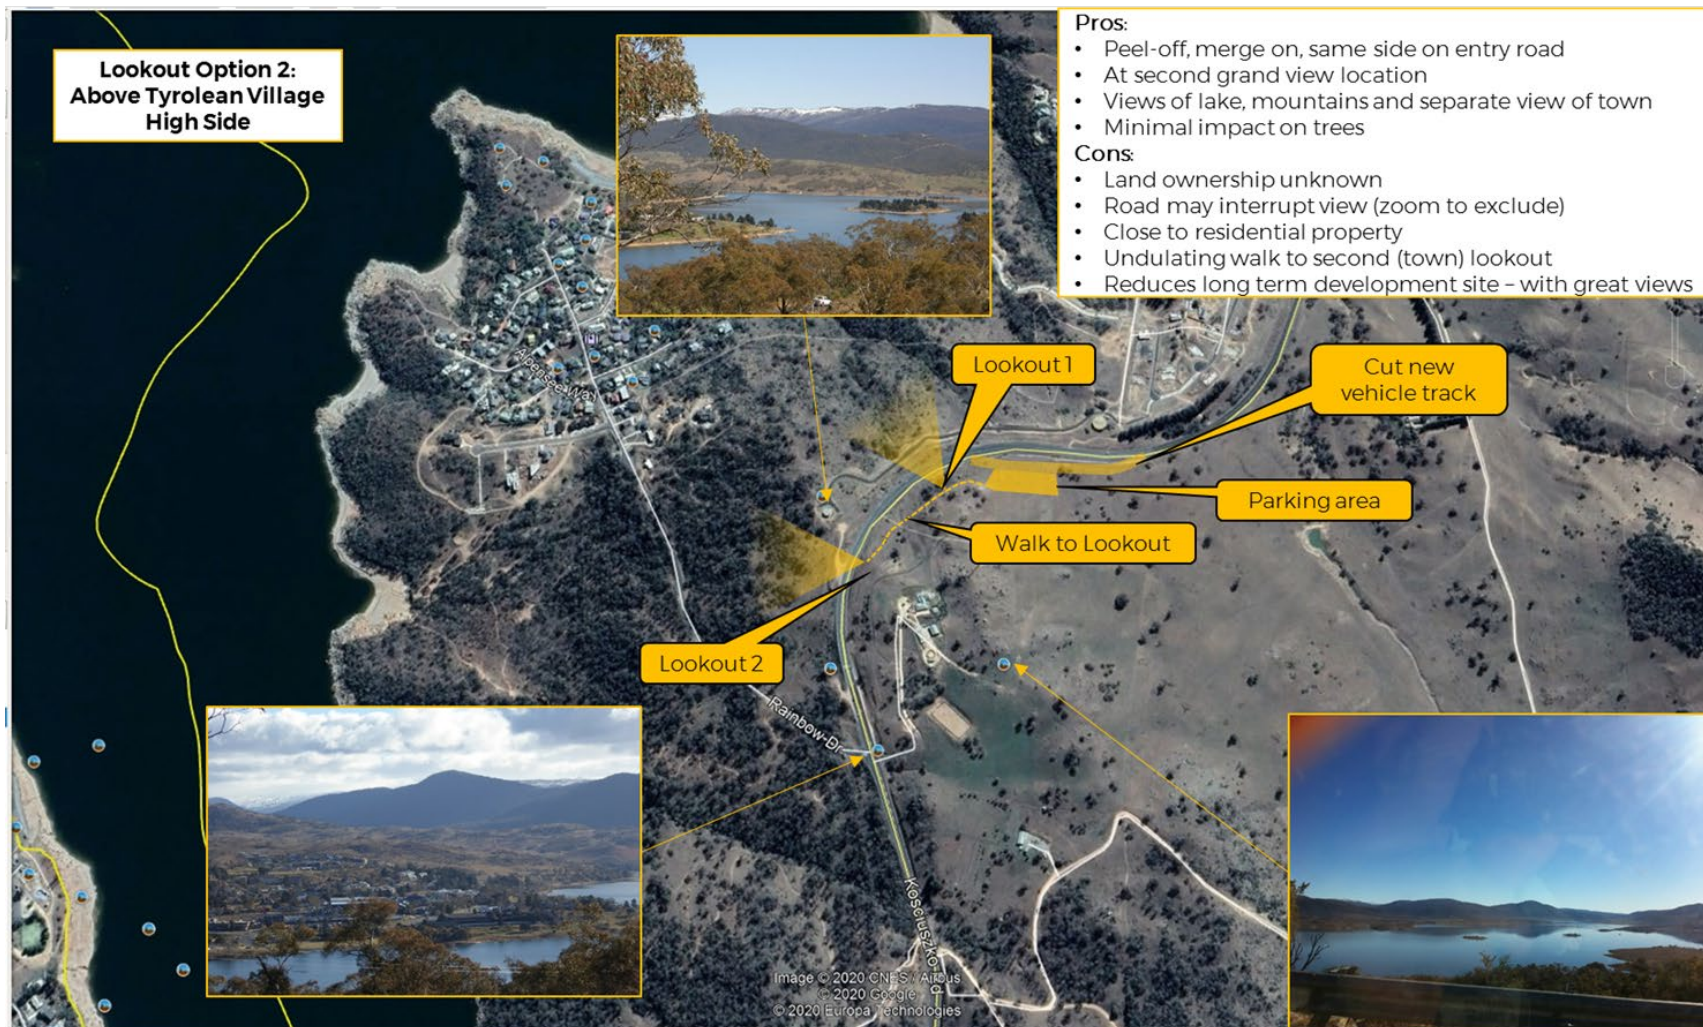 Lookout Option 2:
Above Tyrolean Village
High Side
Pros:
• Peel-off, merge on, same side on entry road
• At second grand view location
• Views of lake, mountains and separate view of town
• Minimal impact on trees
Cons:
• Land ownership unknown
• Road may interrupt view (zoom to exclude)
• Close to residential property
• Undulating walk to second (town) lookout
• Reduces long term development site – with great views
Lookout 1
Cut new
vehicle track
Alpensee Way
Parking area
Walk to Lookout
Lookout 2
Rainbow Dr
Kosciuszko Rd
Image © 2020 CNES / Airbus
© 2020 Google
© 2020 Europa Technologies